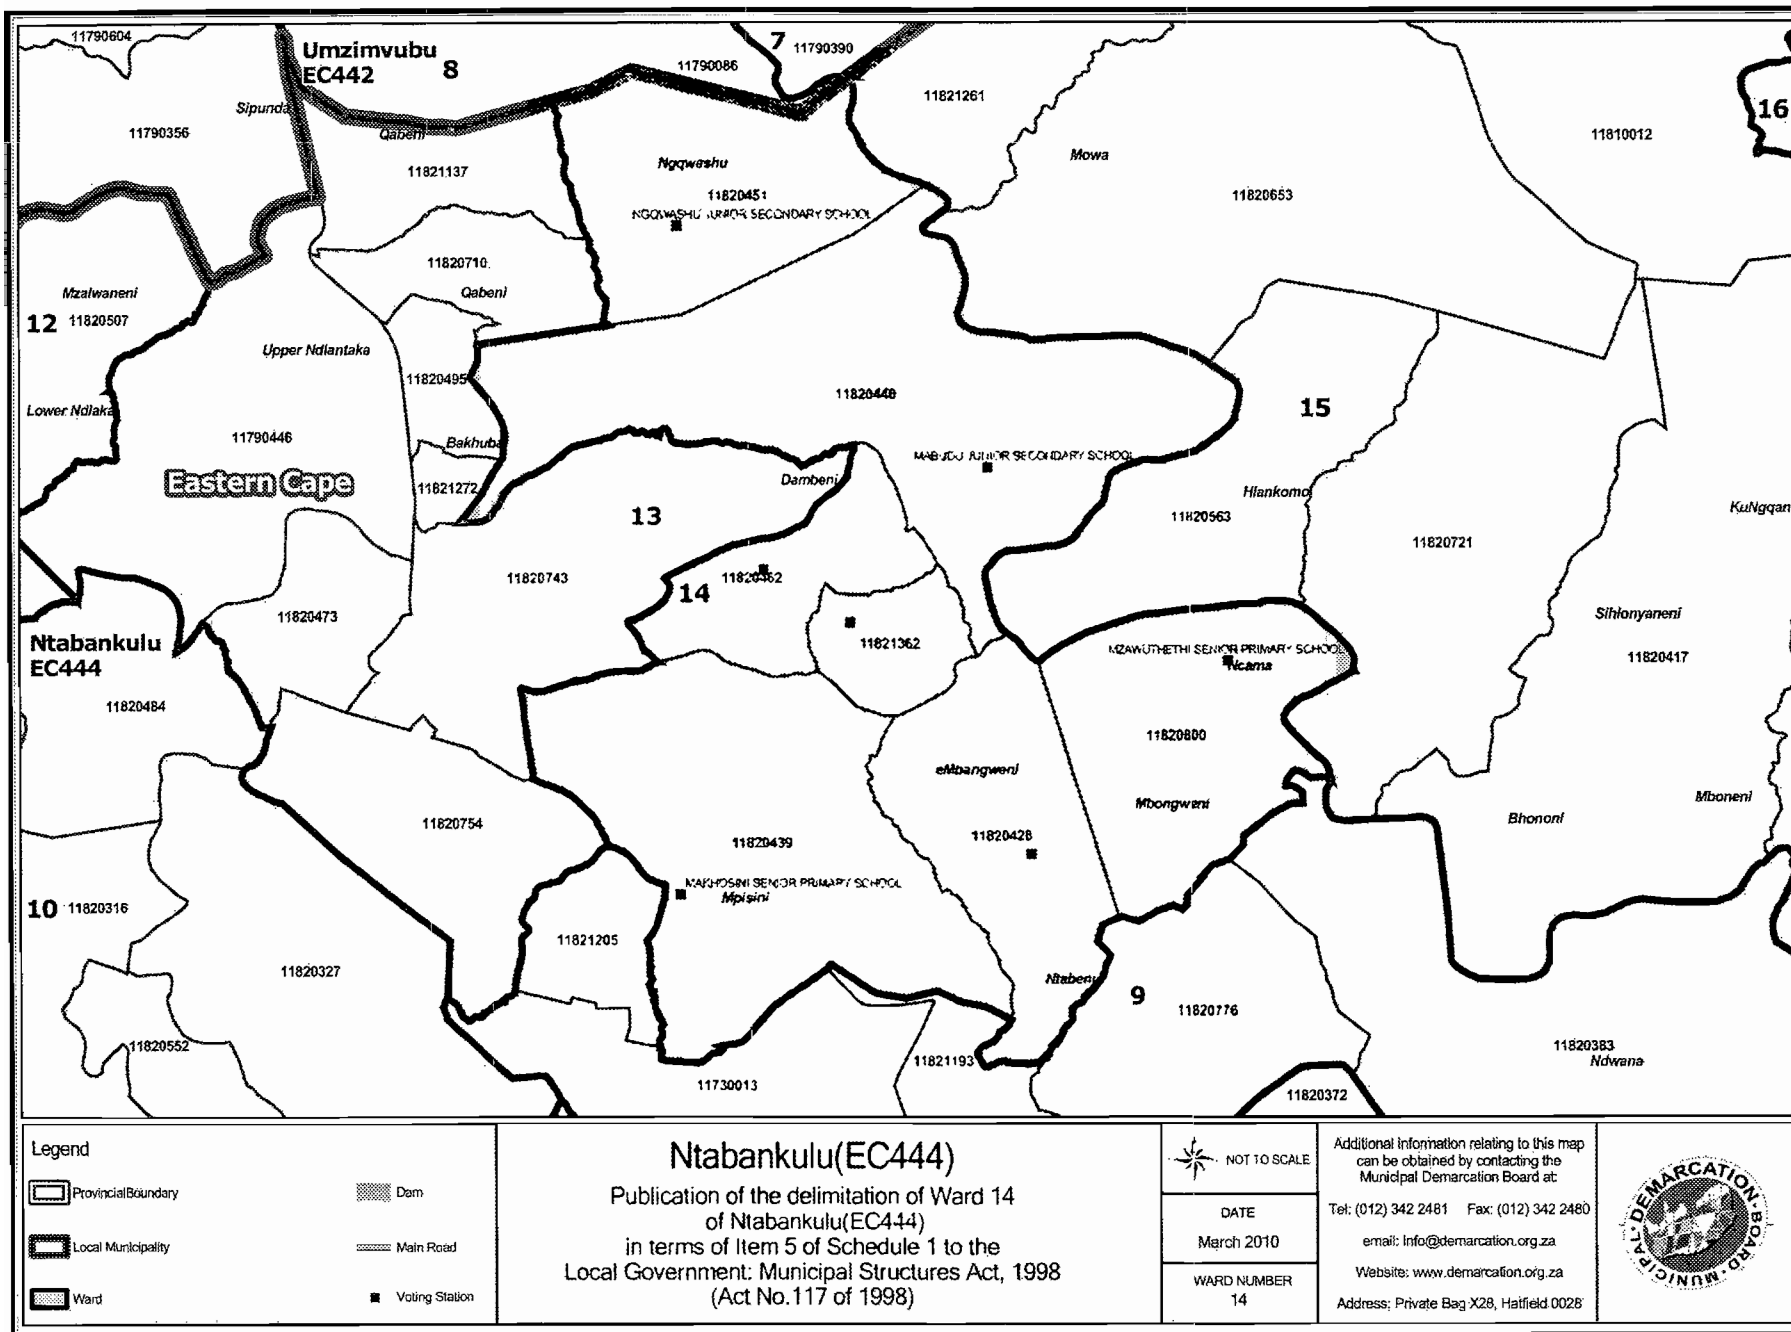 11790604
Umzimvubu
EC442
8
7
11790390
11790086
11821261
16
11810012
Sipunda
11790356
Qabeni
11821137
Ngqwashu
11820451
NGQWASHU JUNIOR SECONDARY SCHOOL
Mowa
11820653
11820710
Qabeni
Mzalwaneni
12 11820507
Upper Ndlantaka
11820495
11820440
15
Lower Ndlaka
11790446
Bakhuba
MABUDU JUNIOR SECONDARY SCHOOL
Eastern Cape
11821272
Dambeni
Hlankomo
13
11820563
KuNgqan
11820721
11820743
14
11820462
11820473
Sihlonyaneni
Ntabankulu
EC444
11821362
MZAWUTHETHI SENIOR PRIMARY SCHOOL
Ncama
11820417
11820484
11820800
eMbangweni
Mbongweni
Mboneni
Bhononi
11820754
11820439
11820428
MAKHOSINI SENIOR PRIMARY SCHOOL
Mpisini
10 11820316
11821205
11820327
Ntabeni
9
11820776
11820552
11820383
Ndwana
11821193
11730013
11820372
Legend
Provincial Boundary
Local Municipality
Ward
Dam
Main Road
Voting Station
Ntabankulu(EC444)
Publication of the delimitation of Ward 14
of Ntabankulu(EC444)
in terms of Item 5 of Schedule 1 to the
Local Government: Municipal Structures Act, 1998
(Act No.117 of 1998)
NOT TO SCALE
DATE
March 2010
WARD NUMBER
14
Additional information relating to this map
can be obtained by contacting the
Municipal Demarcation Board at:
Tel: (012) 342 2481 Fax: (012) 342 2480
email: info@demarcation.org.za
Website: www.demarcation.org.za
Address: Private Bag X28, Hatfield 0028
MUNICIPAL DEMARCATION BOARD